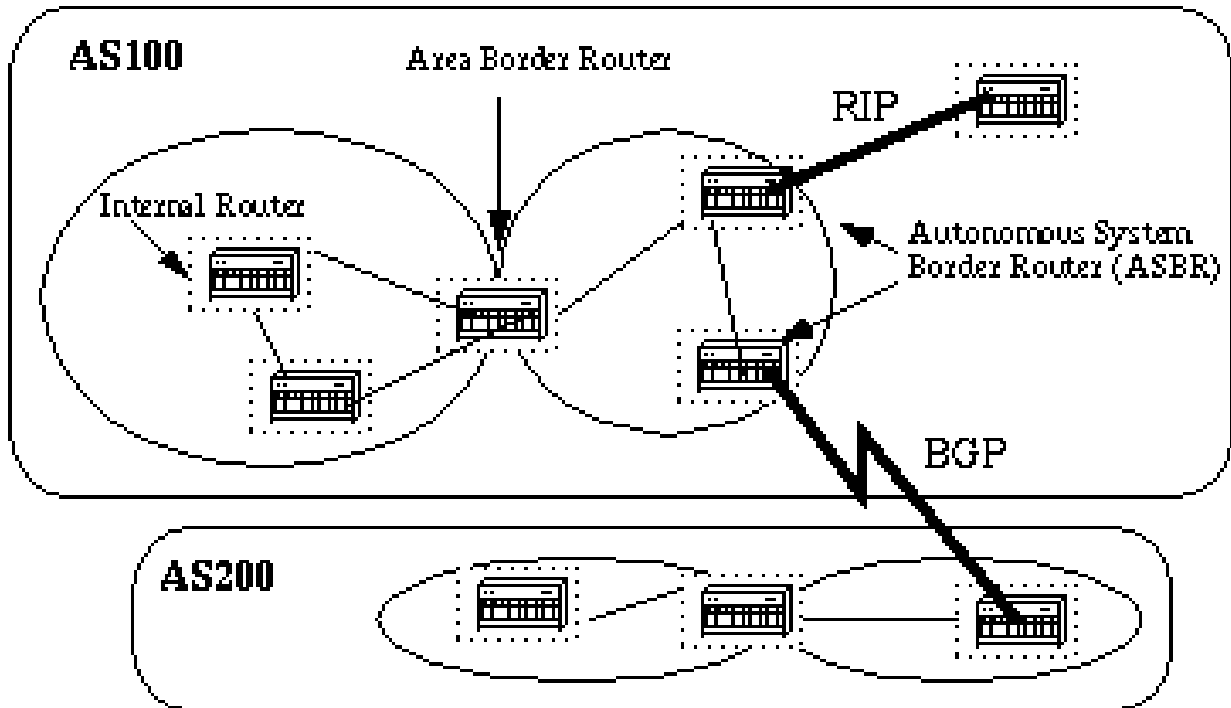 AS100
Area Border Router
RIP
Internal Router
Autonomous System
Border Router (ASBR)
BGP
AS200